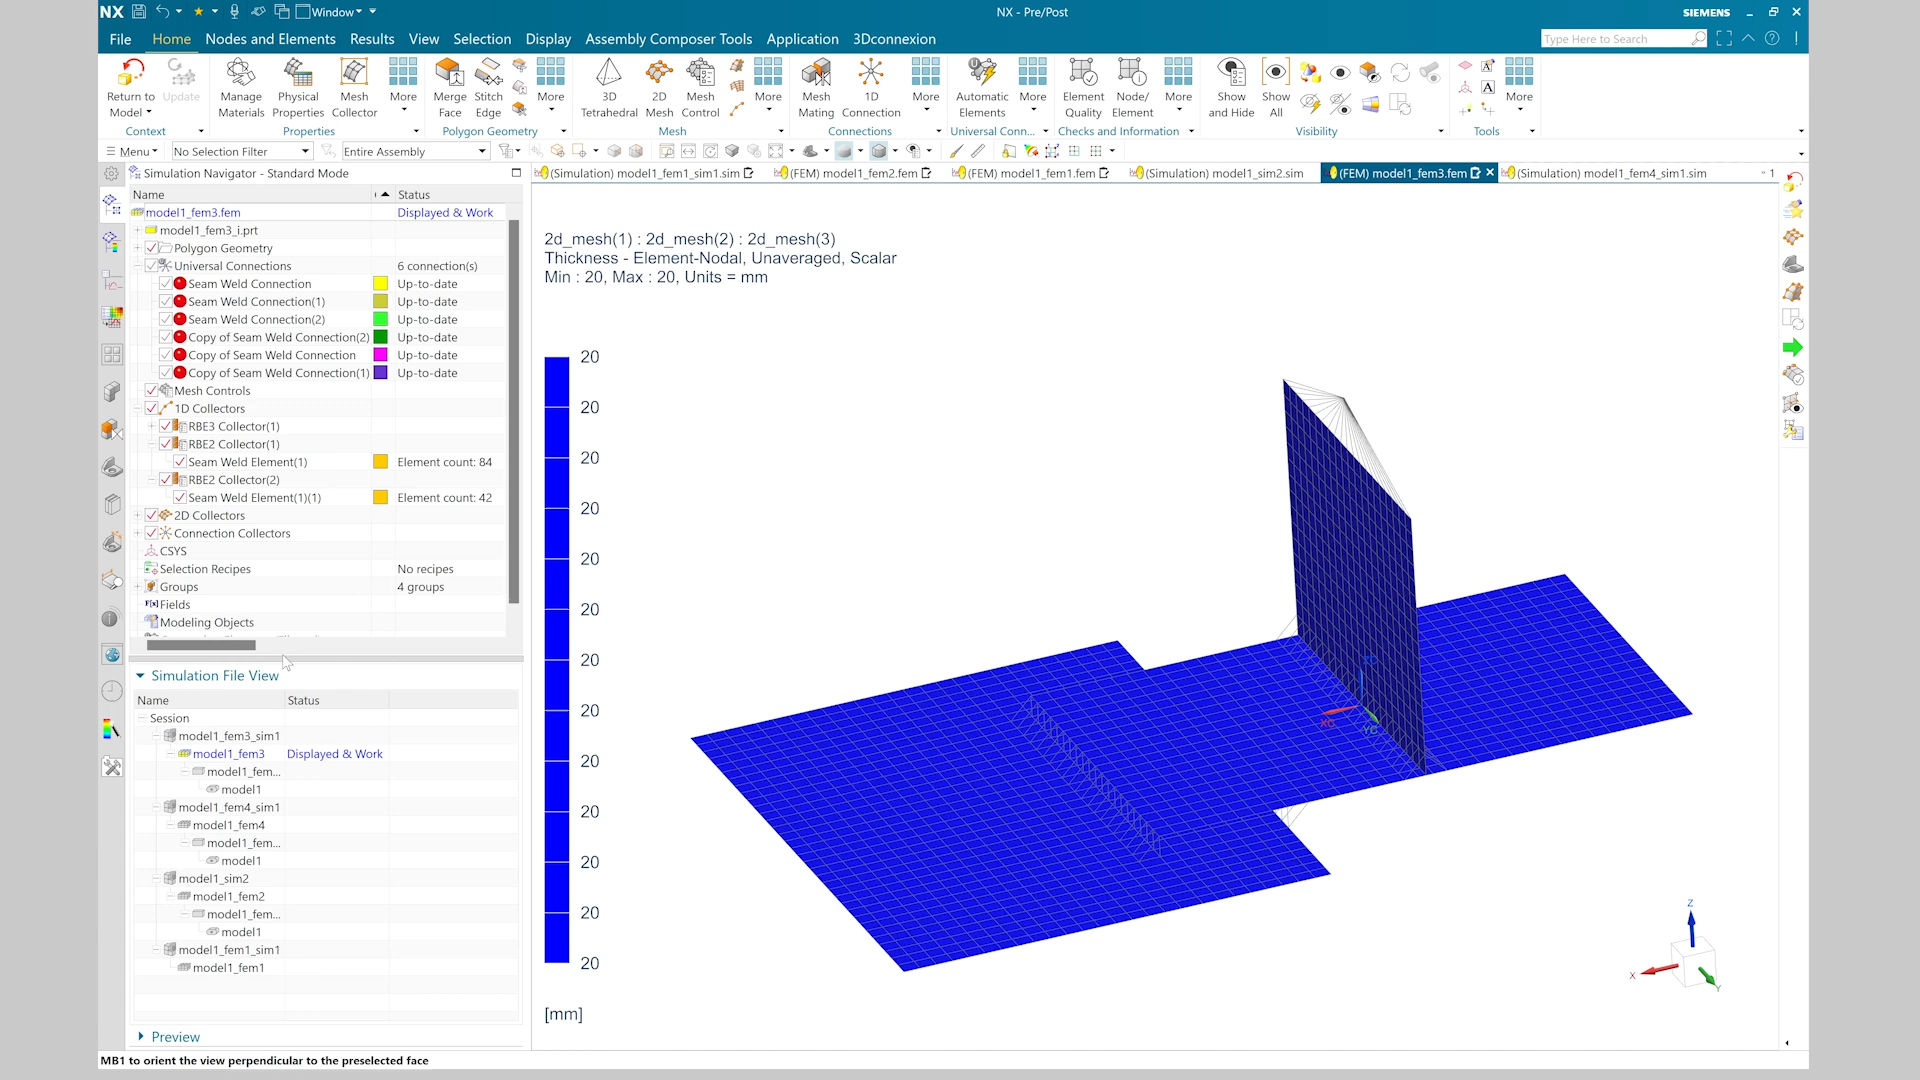 NX
Window
NX - Pre/Post
SIEMENS
File Home Nodes and Elements Results View Selection Display Assembly Composer Tools Application 3Dconnexion
Type Here to Search
Return to Model
Update
Manage Materials
Physical Properties
Mesh Collector
More
Merge Face
Stitch Edge
More
3D Tetrahedral
2D Mesh
Mesh Control
More
Mesh Mating
1D Connection
More
Automatic Elements
More
Element Quality
Node/ Element
More
Show and Hide
Show All
More
Context Properties Polygon Geometry Mesh Connections Universal Conn... Checks and Information Visibility Tools
Menu
No Selection Filter
Entire Assembly
Simulation Navigator - Standard Mode
(Simulation) model1_fem1_sim1.sim
(FEM) model1_fem2.fem
(FEM) model1_fem1.fem
(Simulation) model1_sim2.sim
(FEM) model1_fem3.fem
(Simulation) model1_fem4_sim1.sim
1
Name Status
model1_fem3.fem Displayed & Work
model1_fem3_i.prt
Polygon Geometry
Universal Connections 6 connection(s)
Seam Weld Connection Up-to-date
Seam Weld Connection(1) Up-to-date
Seam Weld Connection(2) Up-to-date
Copy of Seam Weld Connection(2) Up-to-date
Copy of Seam Weld Connection Up-to-date
Copy of Seam Weld Connection(1) Up-to-date
Mesh Controls
1D Collectors
RBE3 Collector(1)
RBE2 Collector(1)
Seam Weld Element(1) Element count: 84
RBE2 Collector(2)
Seam Weld Element(1)(1) Element count: 42
2D Collectors
Connection Collectors
CSYS
Selection Recipes No recipes
Groups 4 groups
Fields
Modeling Objects
Simulation File View
Name Status
Session
model1_fem3_sim1
model1_fem3 Displayed & Work
model1_fem...
model1
model1_fem4_sim1
model1_fem4
model1_fem...
model1
model1_sim2
model1_fem2
model1_fem...
model1
model1_fem1_sim1
model1_fem1
Preview
2d_mesh(1) : 2d_mesh(2) : 2d_mesh(3)
Thickness - Element-Nodal, Unaveraged, Scalar
Min : 20, Max : 20, Units = mm
20
20
20
20
20
20
20
20
20
20
20
20
20
[mm]
XC
YC
Z
X
Y
MB1 to orient the view perpendicular to the preselected face